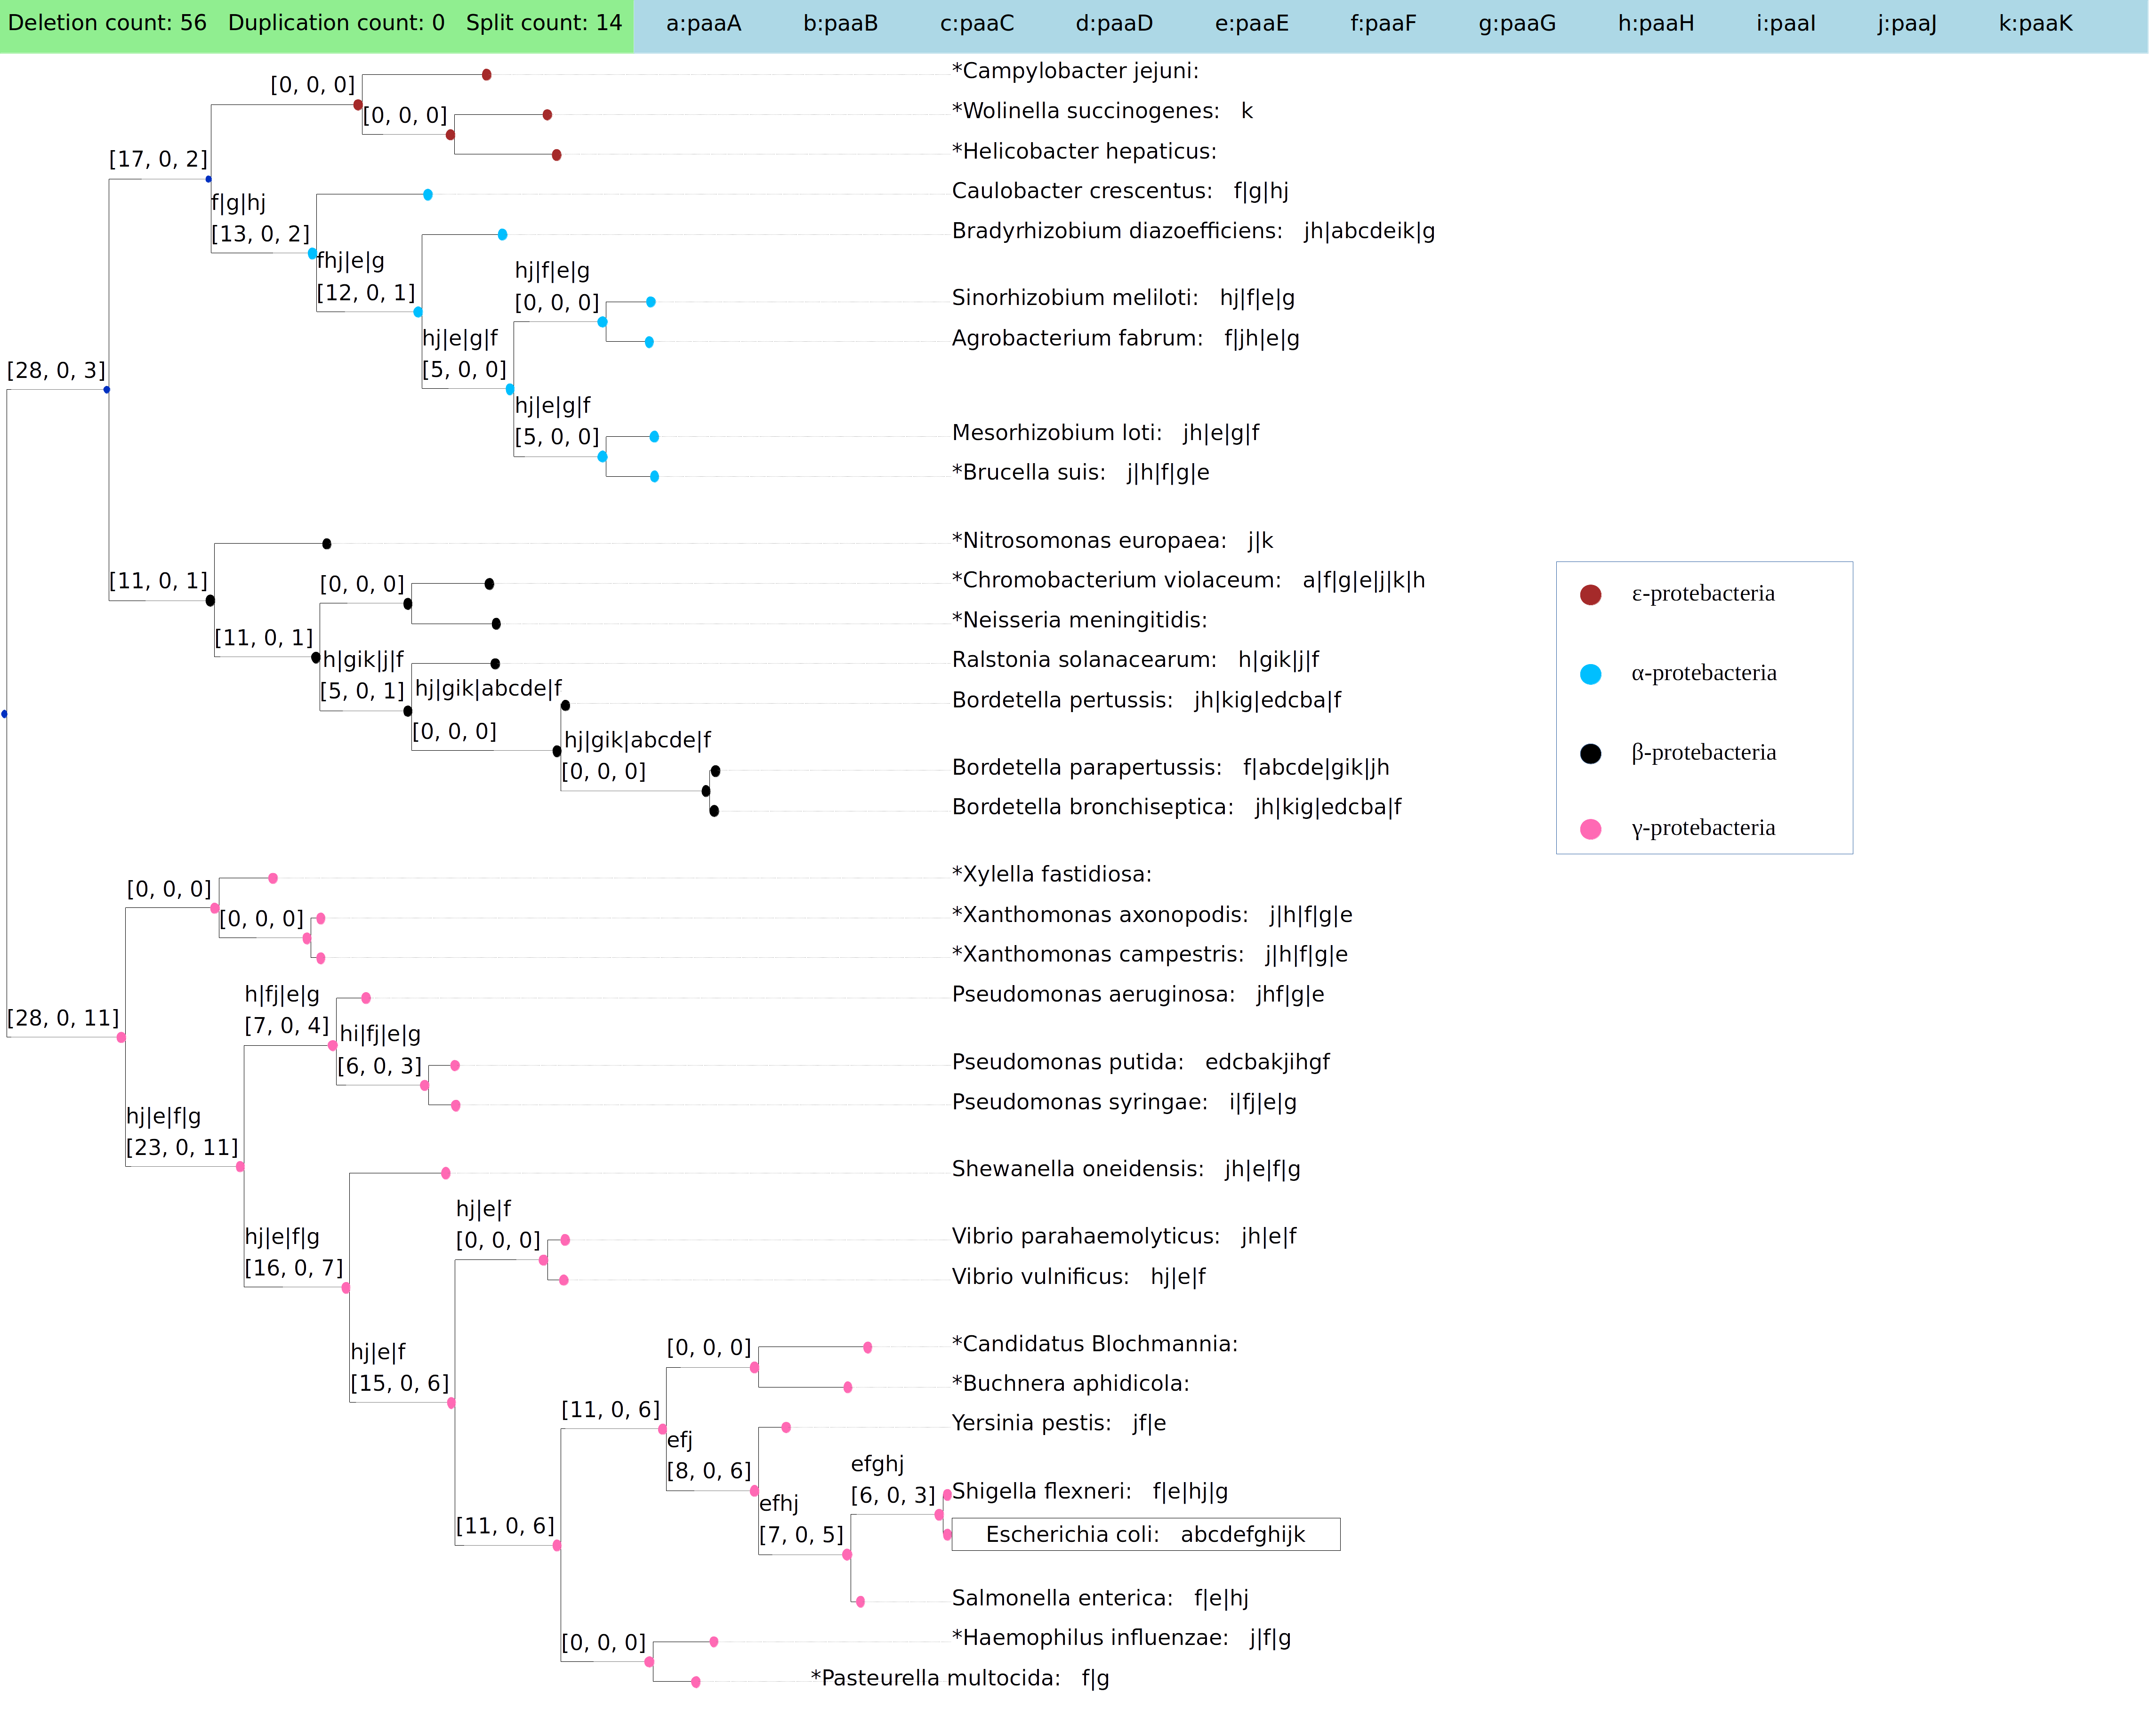 Deletion count: 56 Duplication count: 0 Split count: 14 a:paaA b:paaB c:paaC d:paaD e:paaE f:paaF g:paaG h:paaH i:paaI j:paaJ k:paaK
*Campylobacter jejuni:
[0, 0, 0]
*Wolinella succinogenes: k
[0, 0, 0]
*Helicobacter hepaticus:
[17, 0, 2]
Caulobacter crescentus: f|g|hj
f|g|hj
[13, 0, 2]
Bradyrhizobium diazoefficiens: jh|abcdeik|g
fhj|e|g
[12, 0, 1]
hj|f|e|g
[0, 0, 0]
Sinorhizobium meliloti: hj|f|e|g
Agrobacterium fabrum: f|jh|e|g
hj|e|g|f
[5, 0, 0]
[28, 0, 3]
hj|e|g|f
[5, 0, 0]
Mesorhizobium loti: jh|e|g|f
*Brucella suis: j|h|f|g|e
*Nitrosomonas europaea: j|k
[11, 0, 1]
[0, 0, 0]
*Chromobacterium violaceum: a|f|g|e|j|k|h
*Neisseria meningitidis:
[11, 0, 1]
h|gik|j|f
[5, 0, 1]
Ralstonia solanacearum: h|gik|j|f
hj|gik|abcde|f
[0, 0, 0]
Bordetella pertussis: jh|kig|edcba|f
hj|gik|abcde|f
[0, 0, 0]
Bordetella parapertussis: f|abcde|gik|jh
Bordetella bronchiseptica: jh|kig|edcba|f
ε-protebacteria
α-protebacteria
β-protebacteria
γ-protebacteria
*Xylella fastidiosa:
[0, 0, 0]
[0, 0, 0]
*Xanthomonas axonopodis: j|h|f|g|e
*Xanthomonas campestris: j|h|f|g|e
Pseudomonas aeruginosa: jhf|g|e
h|fj|e|g
[7, 0, 4]
[28, 0, 11]
hi|fj|e|g
[6, 0, 3]
Pseudomonas putida: edcbakjihgf
Pseudomonas syringae: i|fj|e|g
hj|e|f|g
[23, 0, 11]
Shewanella oneidensis: jh|e|f|g
hj|e|f|g
[16, 0, 7]
hj|e|f
[0, 0, 0]
Vibrio parahaemolyticus: jh|e|f
Vibrio vulnificus: hj|e|f
hj|e|f
[15, 0, 6]
[0, 0, 0]
*Candidatus Blochmannia:
*Buchnera aphidicola:
[11, 0, 6]
Yersinia pestis: jf|e
efj
[8, 0, 6]
efghj
[6, 0, 3]
Shigella flexneri: f|e|hj|g
efhj
[7, 0, 5]
Escherichia coli: abcdefghijk
[11, 0, 6]
Salmonella enterica: f|e|hj
[0, 0, 0]
*Haemophilus influenzae: j|f|g
*Pasteurella multocida: f|g